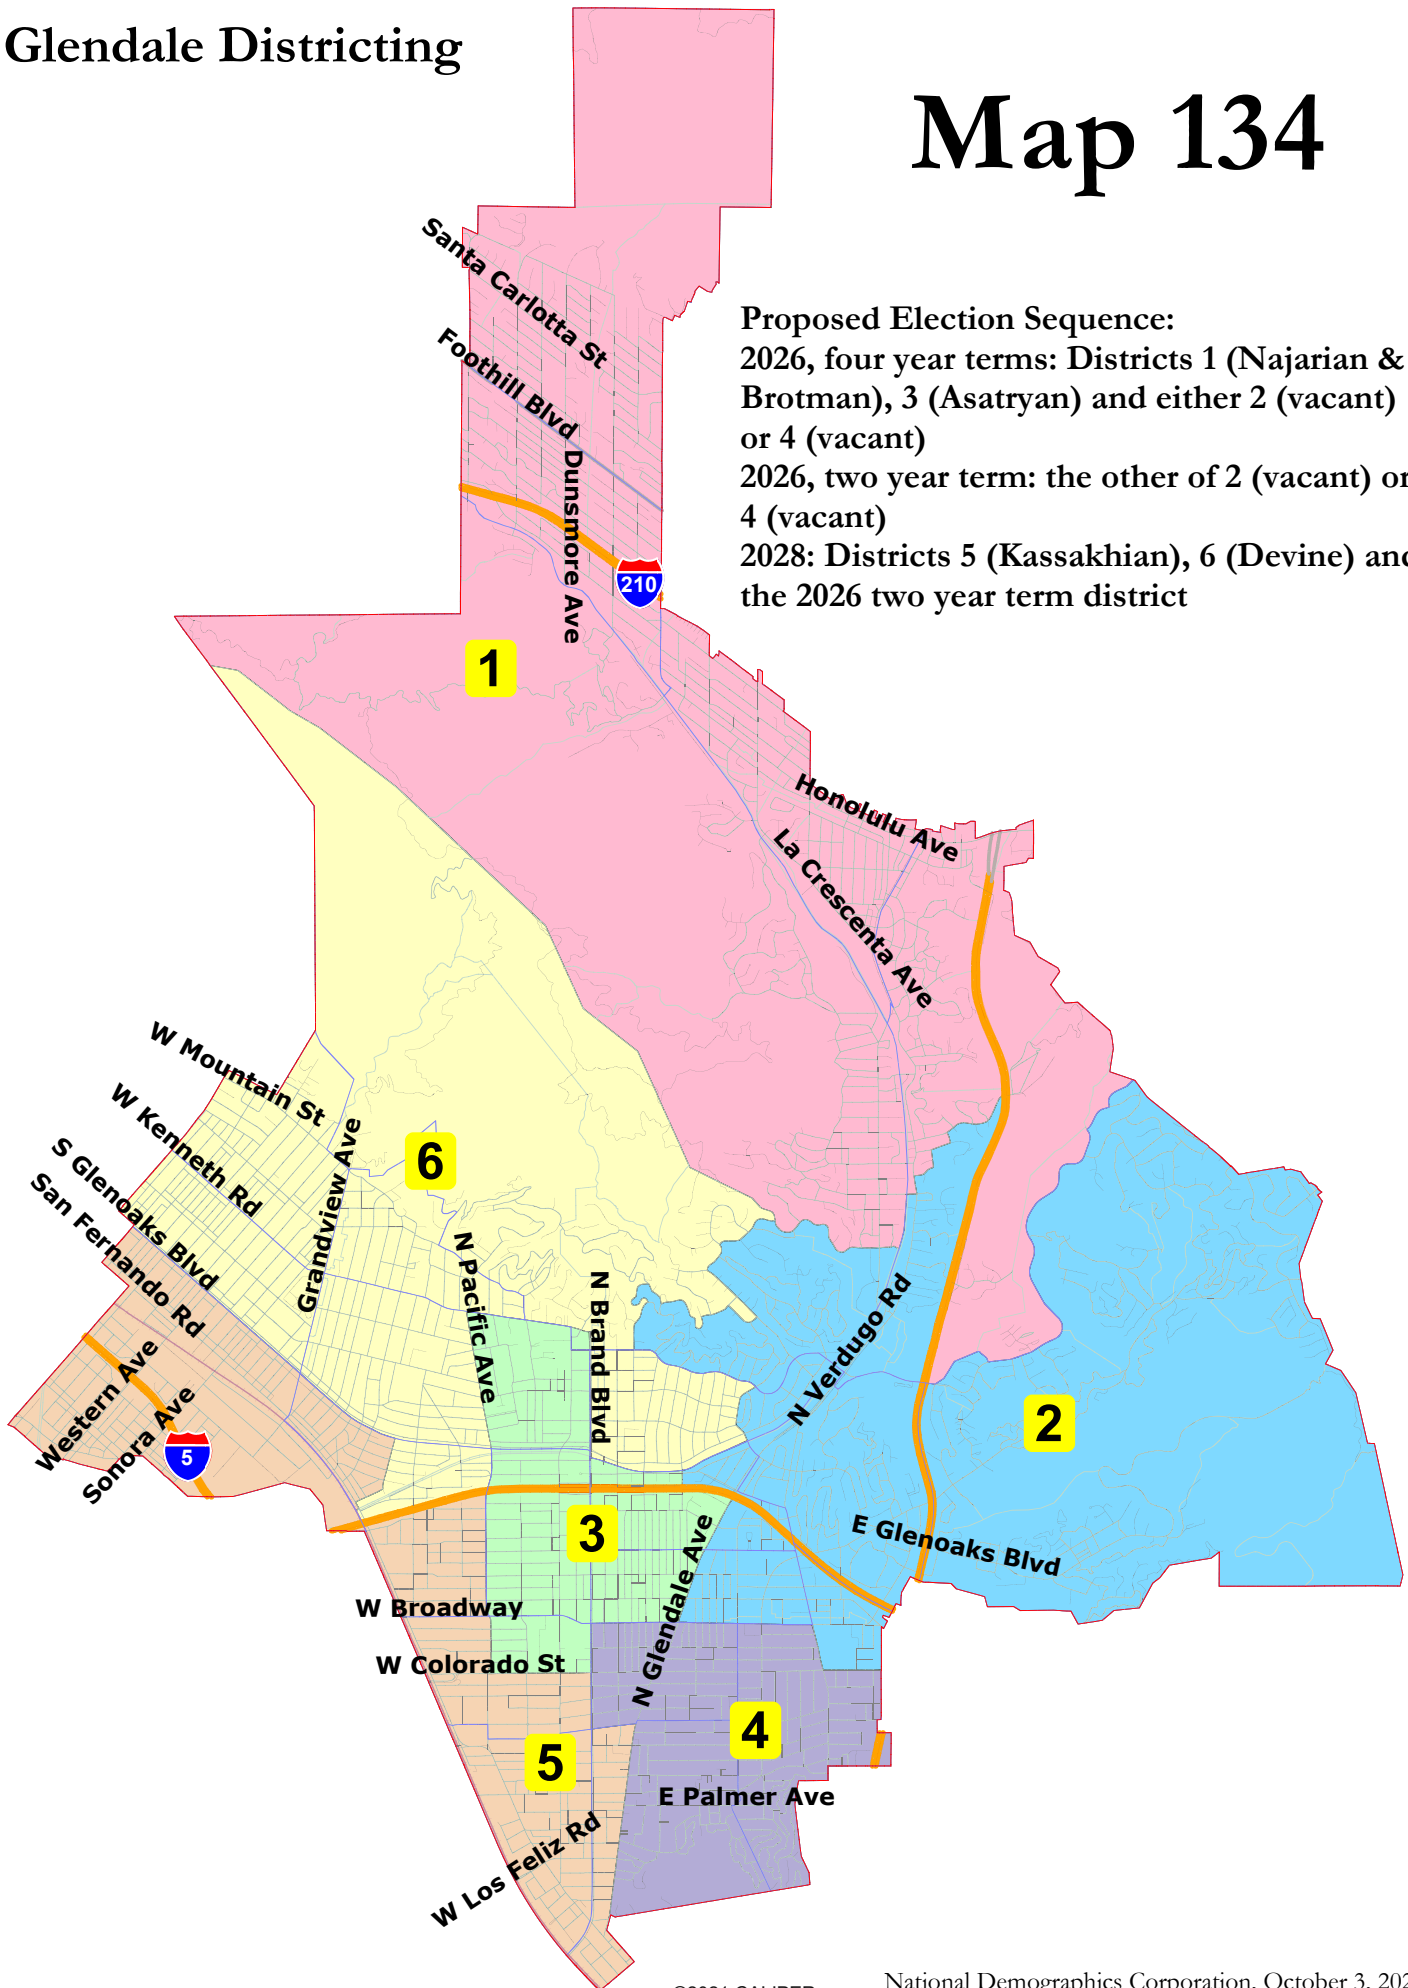 Glendale Districting
Map 134
Proposed Election Sequence:
2026, four year terms: Districts 1 (Najarian &
Brotman), 3 (Asatryan) and either 2 (vacant)
or 4 (vacant)
2026, two year term: the other of 2 (vacant) or
4 (vacant)
2028: Districts 5 (Kassakhian), 6 (Devine) and
the 2026 two year term district
Santa Carlotta St
Foothill Blvd
Dunsmore Ave
210
1
Honolulu Ave
La Crescenta Ave
W Mountain St
W Kenneth Rd
S Glenoaks Blvd
San Fernando Rd
Grandview Ave
6
N Pacific Ave
N Brand Blvd
N Verdugo Rd
Western Ave
Sonora Ave
5
2
3
E Glenoaks Blvd
N Glendale Ave
W Broadway
W Colorado St
4
5
E Palmer Ave
W Los Feliz Rd
National Demographics Corporation, October 3, 202